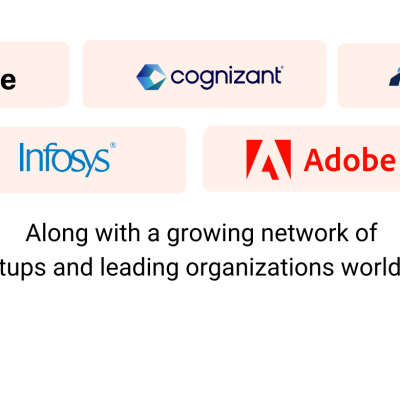 e
cognizant
Infosys®
Adobe
Along with a growing network of
tups and leading organizations world